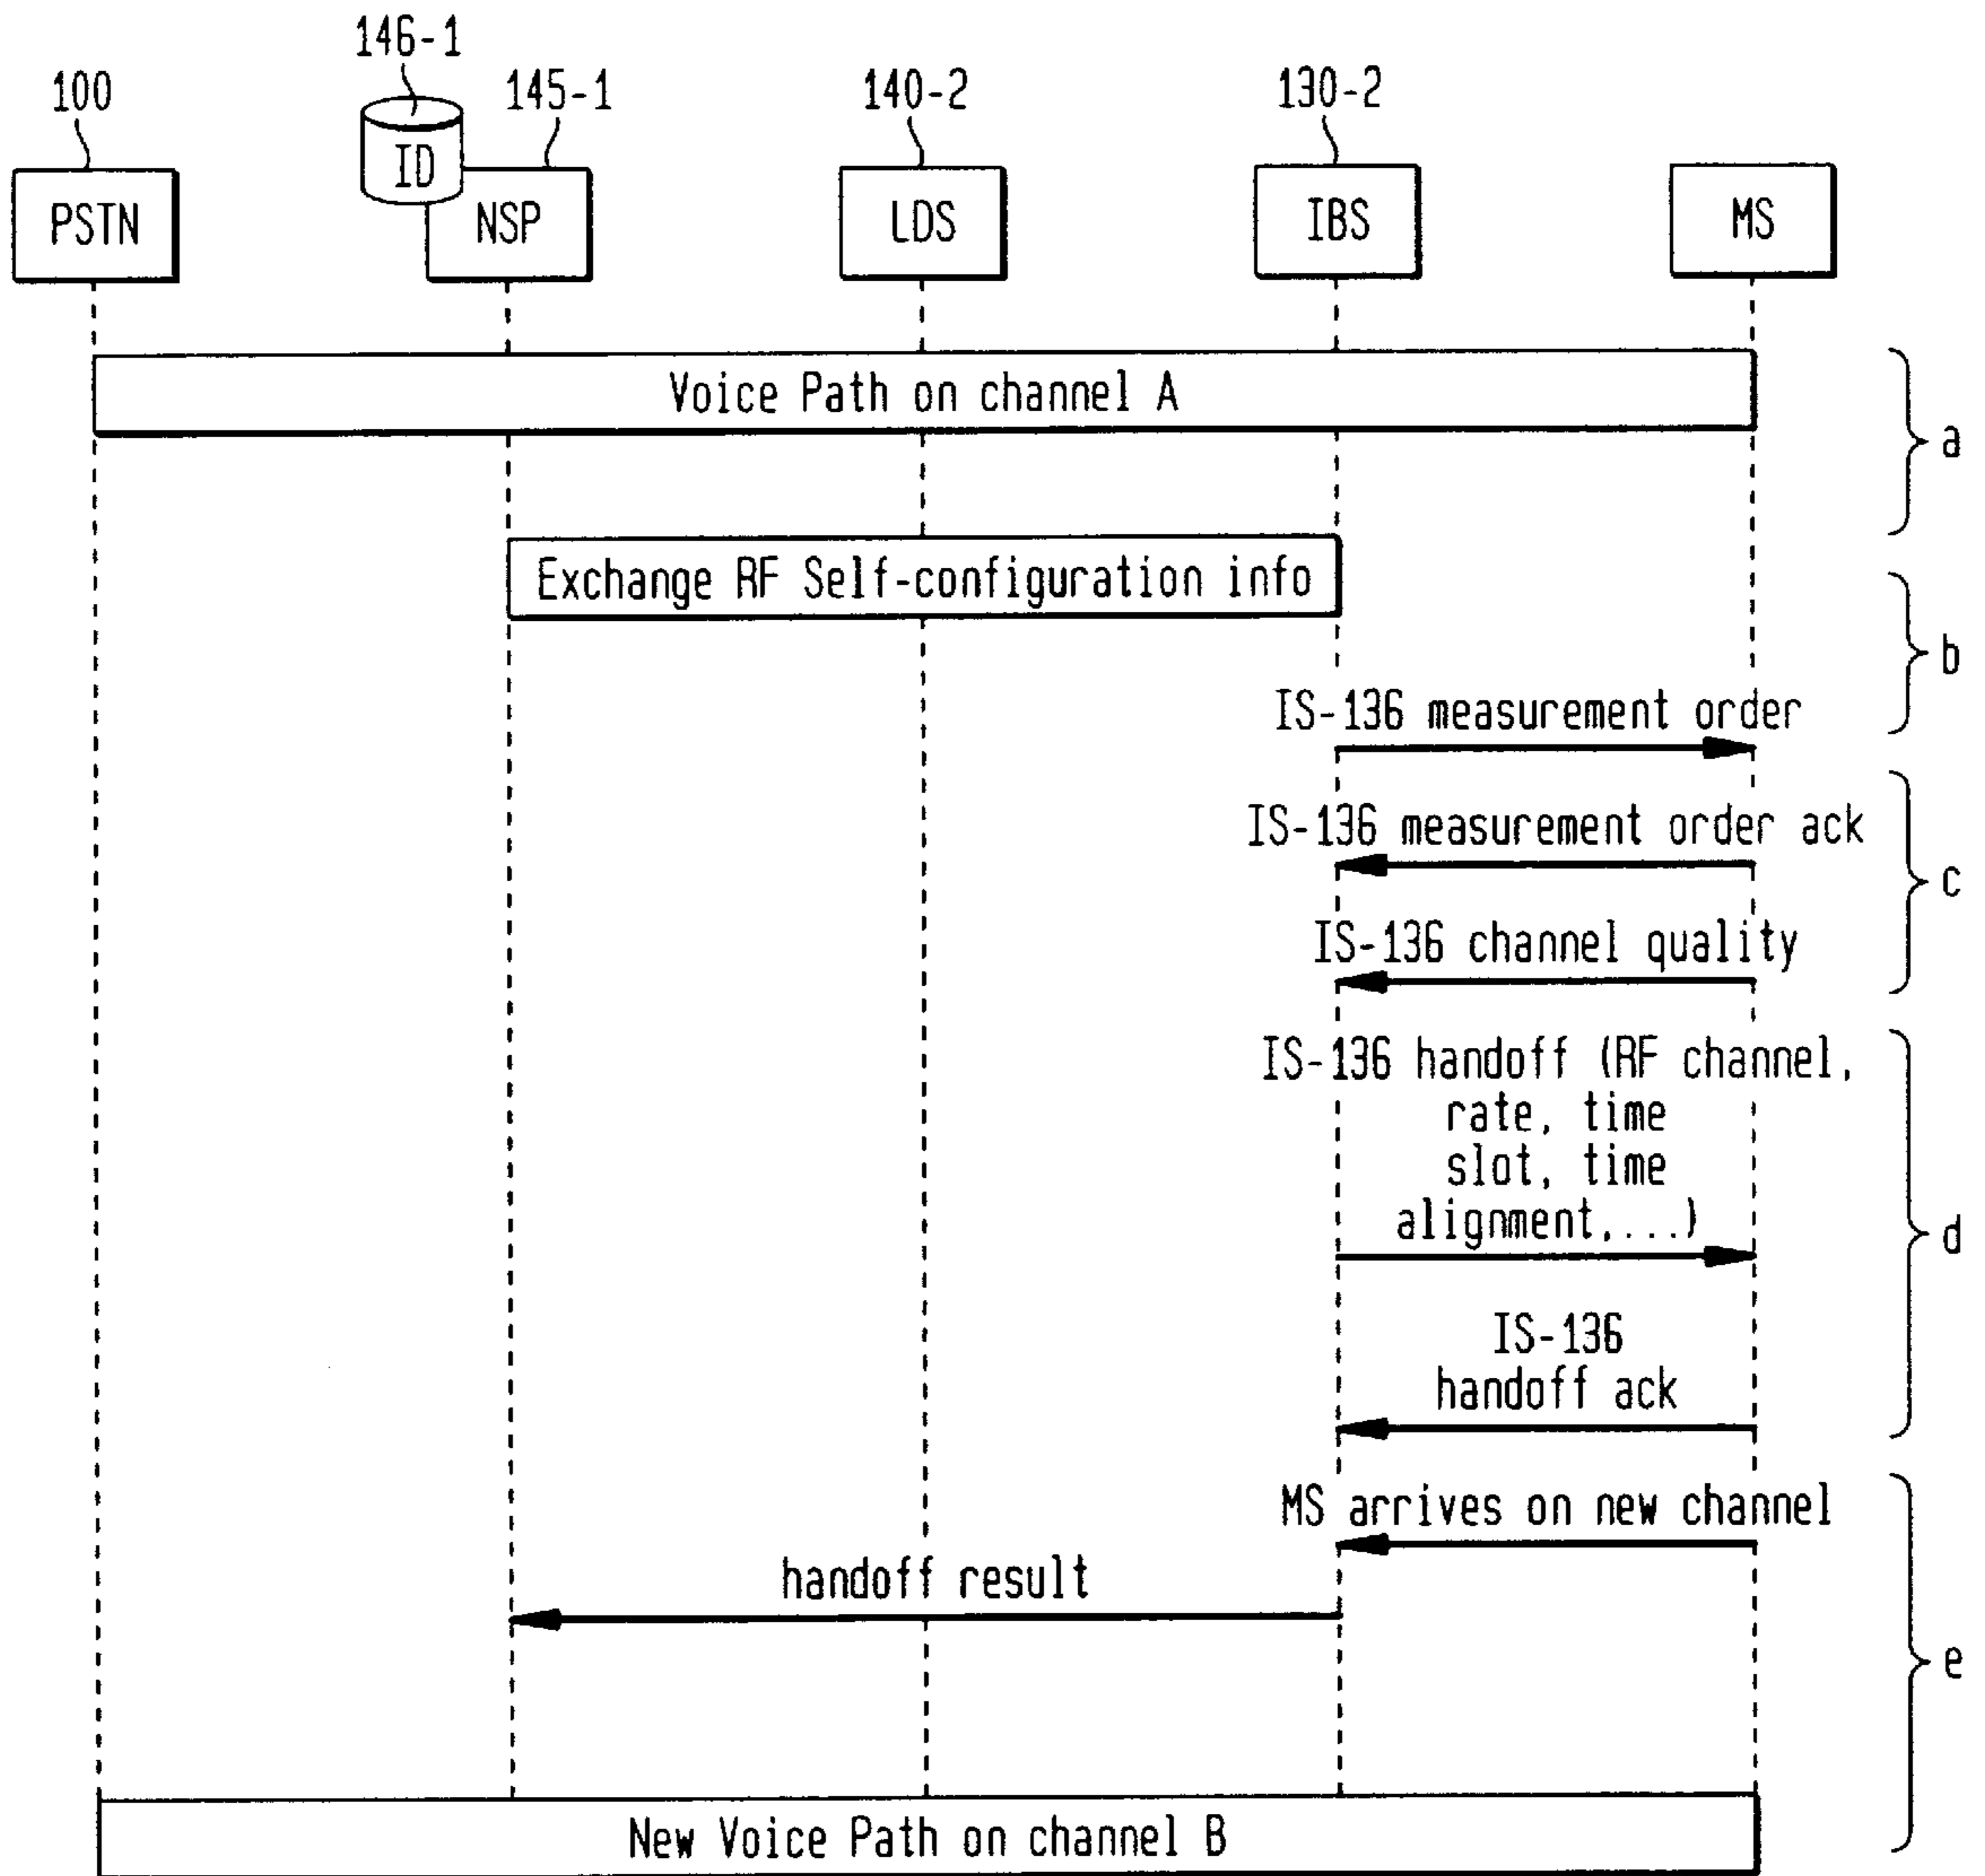 146-1
100
145-1
140-2
130-2
ID
PSTN
NSP
LDS
IBS
MS
Voice Path on channel A
a
Exchange RF Self-configuration info
b
IS-136 measurement order
IS-136 measurement order ack
c
IS-136 channel quality
IS-136 handoff (RF channel,
rate, time
slot, time
alignment,...)
d
IS-136
handoff ack
MS arrives on new channel
handoff result
e
New Voice Path on channel B